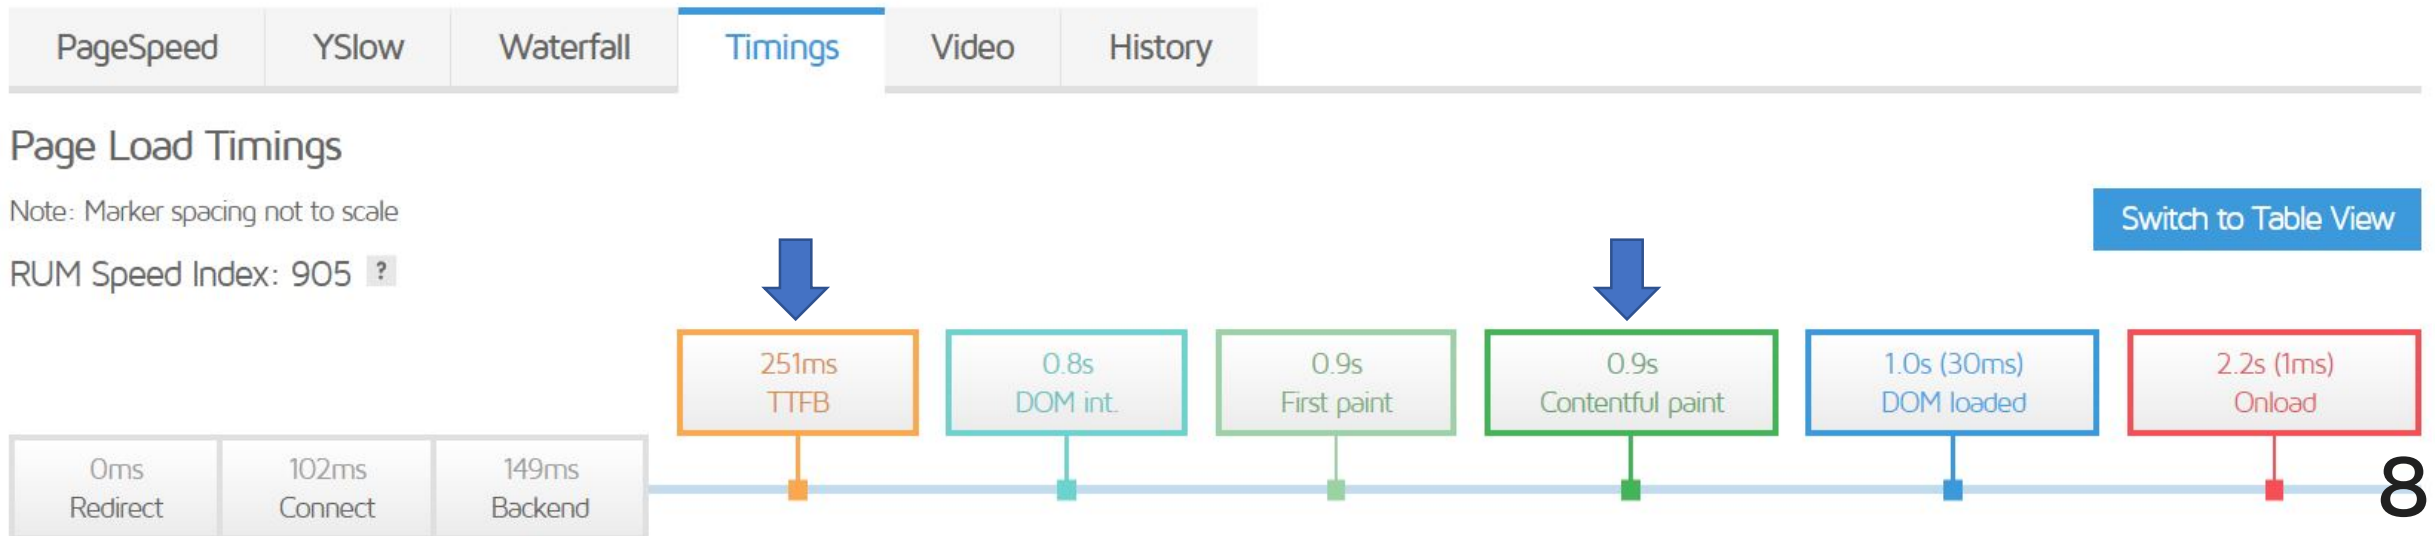 PageSpeed YSlow Waterfall Timings Video History
Page Load Timings
Note: Marker spacing not to scale
Switch to Table View
RUM Speed Index: 905 ?
251ms
TTFB
0.8s
DOM int.
0.9s
First paint
0.9s
Contentful paint
1.0s (30ms)
DOM loaded
2.2s (1ms)
Onload
0ms
Redirect
102ms
Connect
149ms
Backend
8